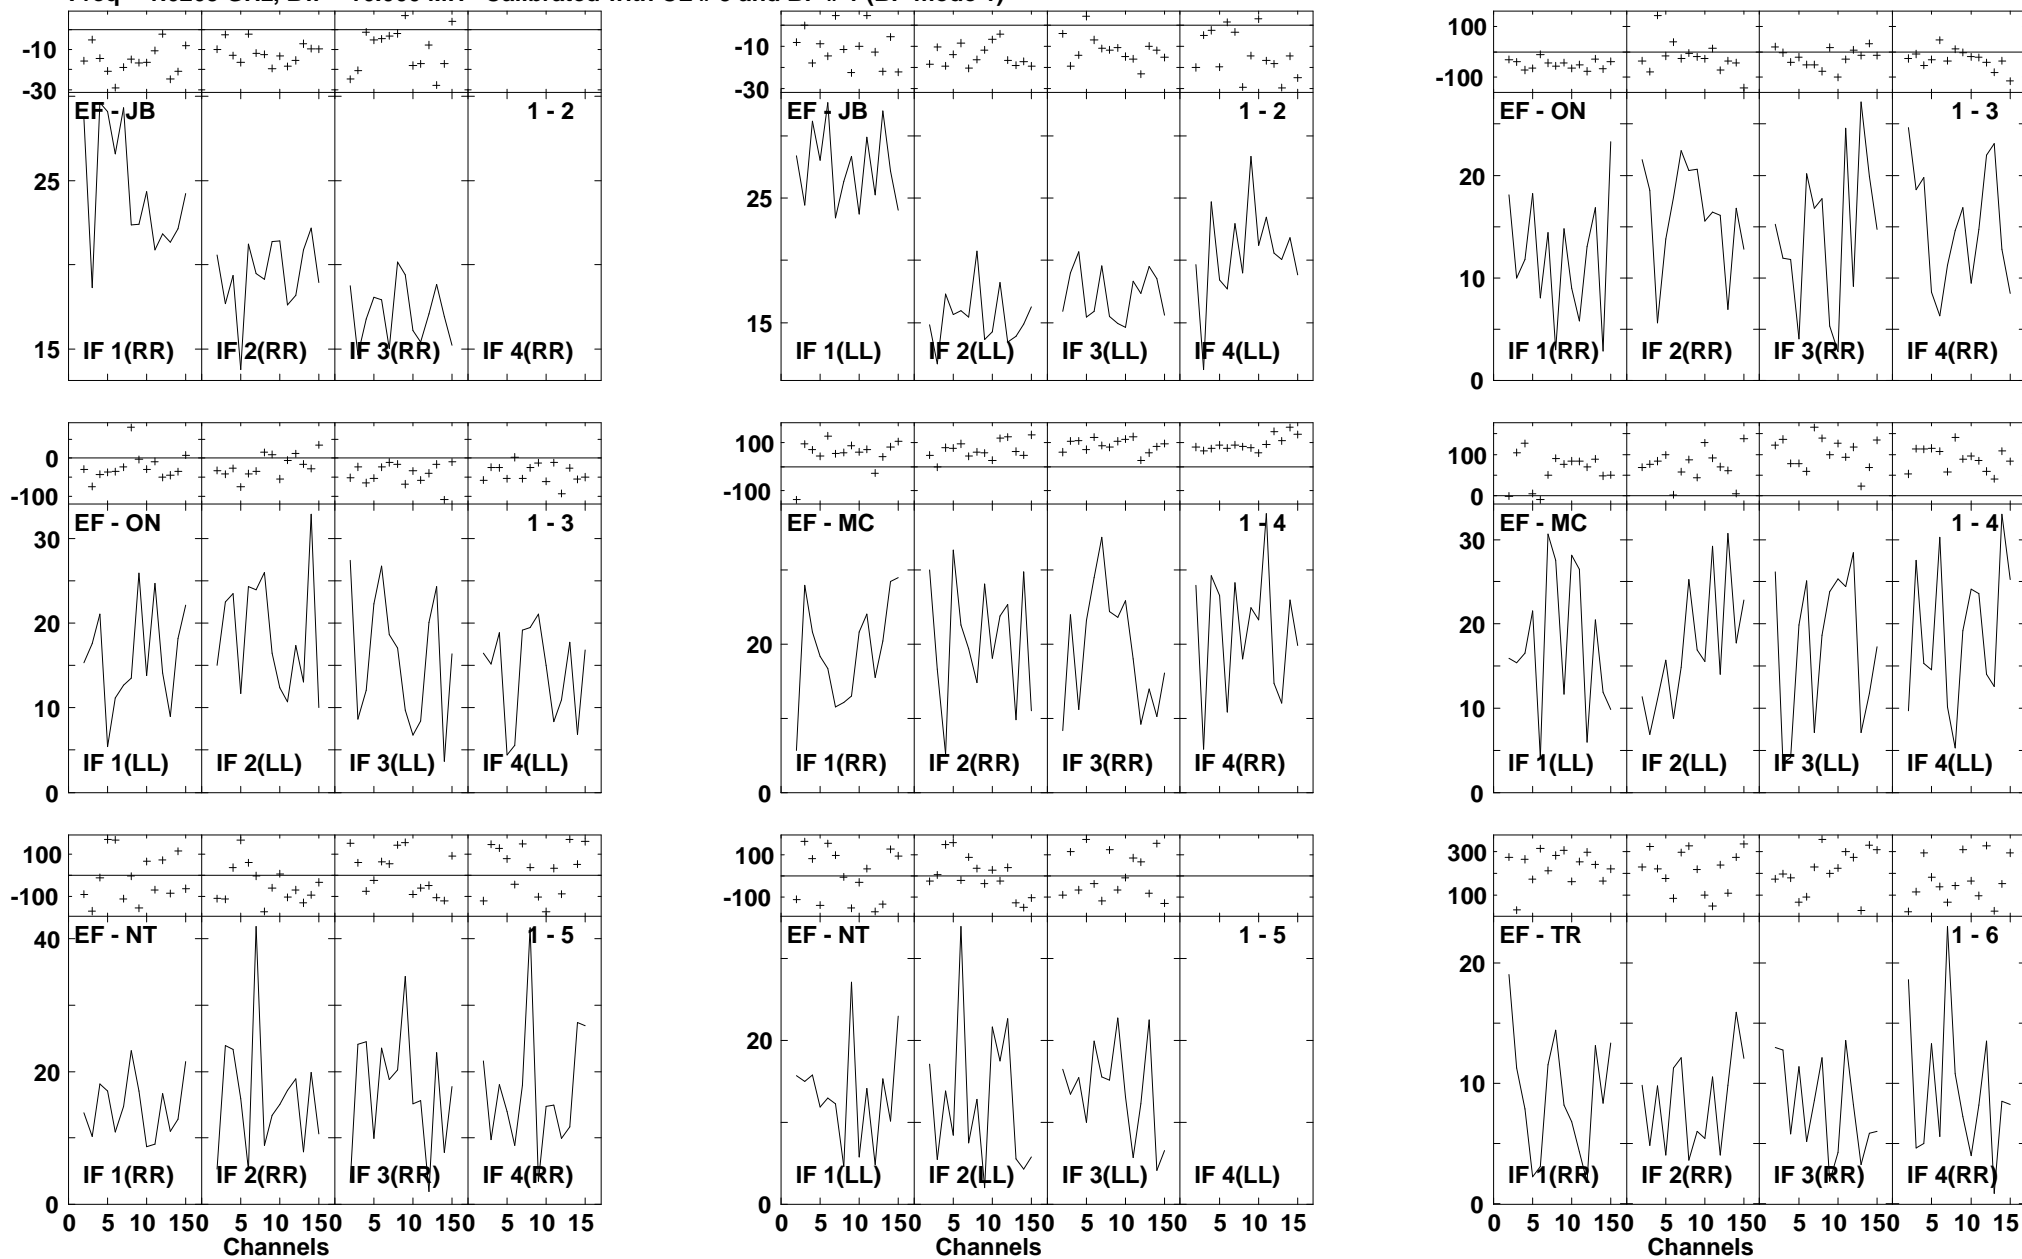 -10 -10 100
-30 -30 -100
EF - JB 1 - 2 EF - JB 1 - 2 EF - ON 1 - 3
25 25 20
15 15 10
0
IF 1(RR) IF 2(RR) IF 3(RR) IF 4(RR) IF 1(LL) IF 2(LL) IF 3(LL) IF 4(LL) IF 1(RR) IF 2(RR) IF 3(RR) IF 4(RR)
0 100 100
-100 -100 0
EF - ON 1 - 3 EF - MC 1 - 4 EF - MC 1 - 4
30 20 30
20 0 20
10 10
0 0
IF 1(LL) IF 2(LL) IF 3(LL) IF 4(LL) IF 1(RR) IF 2(RR) IF 3(RR) IF 4(RR) IF 1(LL) IF 2(LL) IF 3(LL) IF 4(LL)
100 100 300
-100 -100 100
EF - NT 1 - 5 EF - NT 1 - 5 EF - TR 1 - 6
40 20 20
20 0 10
0 0
IF 1(RR) IF 2(RR) IF 3(RR) IF 4(RR) IF 1(LL) IF 2(LL) IF 3(LL) IF 4(LL) IF 1(RR) IF 2(RR) IF 3(RR) IF 4(RR)
0 5 10 150 5 10 150 5 10 150 5 10 15 0 5 10 150 5 10 150 5 10 150 5 10 15 0 5 10 150 5 10 150 5 10 150 5 10 15
Channels Channels Channels